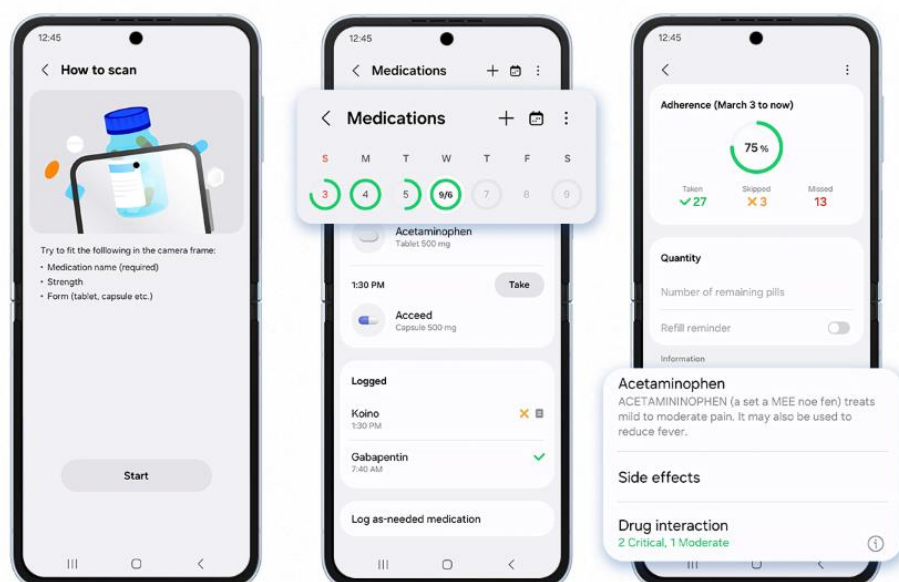 12:45
How to scan
Try to fit the folllowing in the camera frame:
• Medication name (required)
• Strength
• Form (tablet, capsule etc.)
Start
12:45
Medications
Medications
S M T W T F S
3 4 5 9/6 7 8 9
Acetaminophen
Tablet 500 mg
1:30 PM
Take
Acceed
Capsule 500 mg
Logged
Koino
1:30 PM
Gabapentin
7:40 AM
Log as-needed medication
12:45
Adherence (March 3 to now)
75 %
Taken Skipped Missed
27 3 13
Quantity
Number of remaining pills
Refill reminder
Information
Acetaminophen
ACETAMININOPHEN (a set a MEE noe fen) treats
mild to moderate pain. It may also be used to
reduce fever.
Side effects
Drug interaction
2 Critical, 1 Moderate